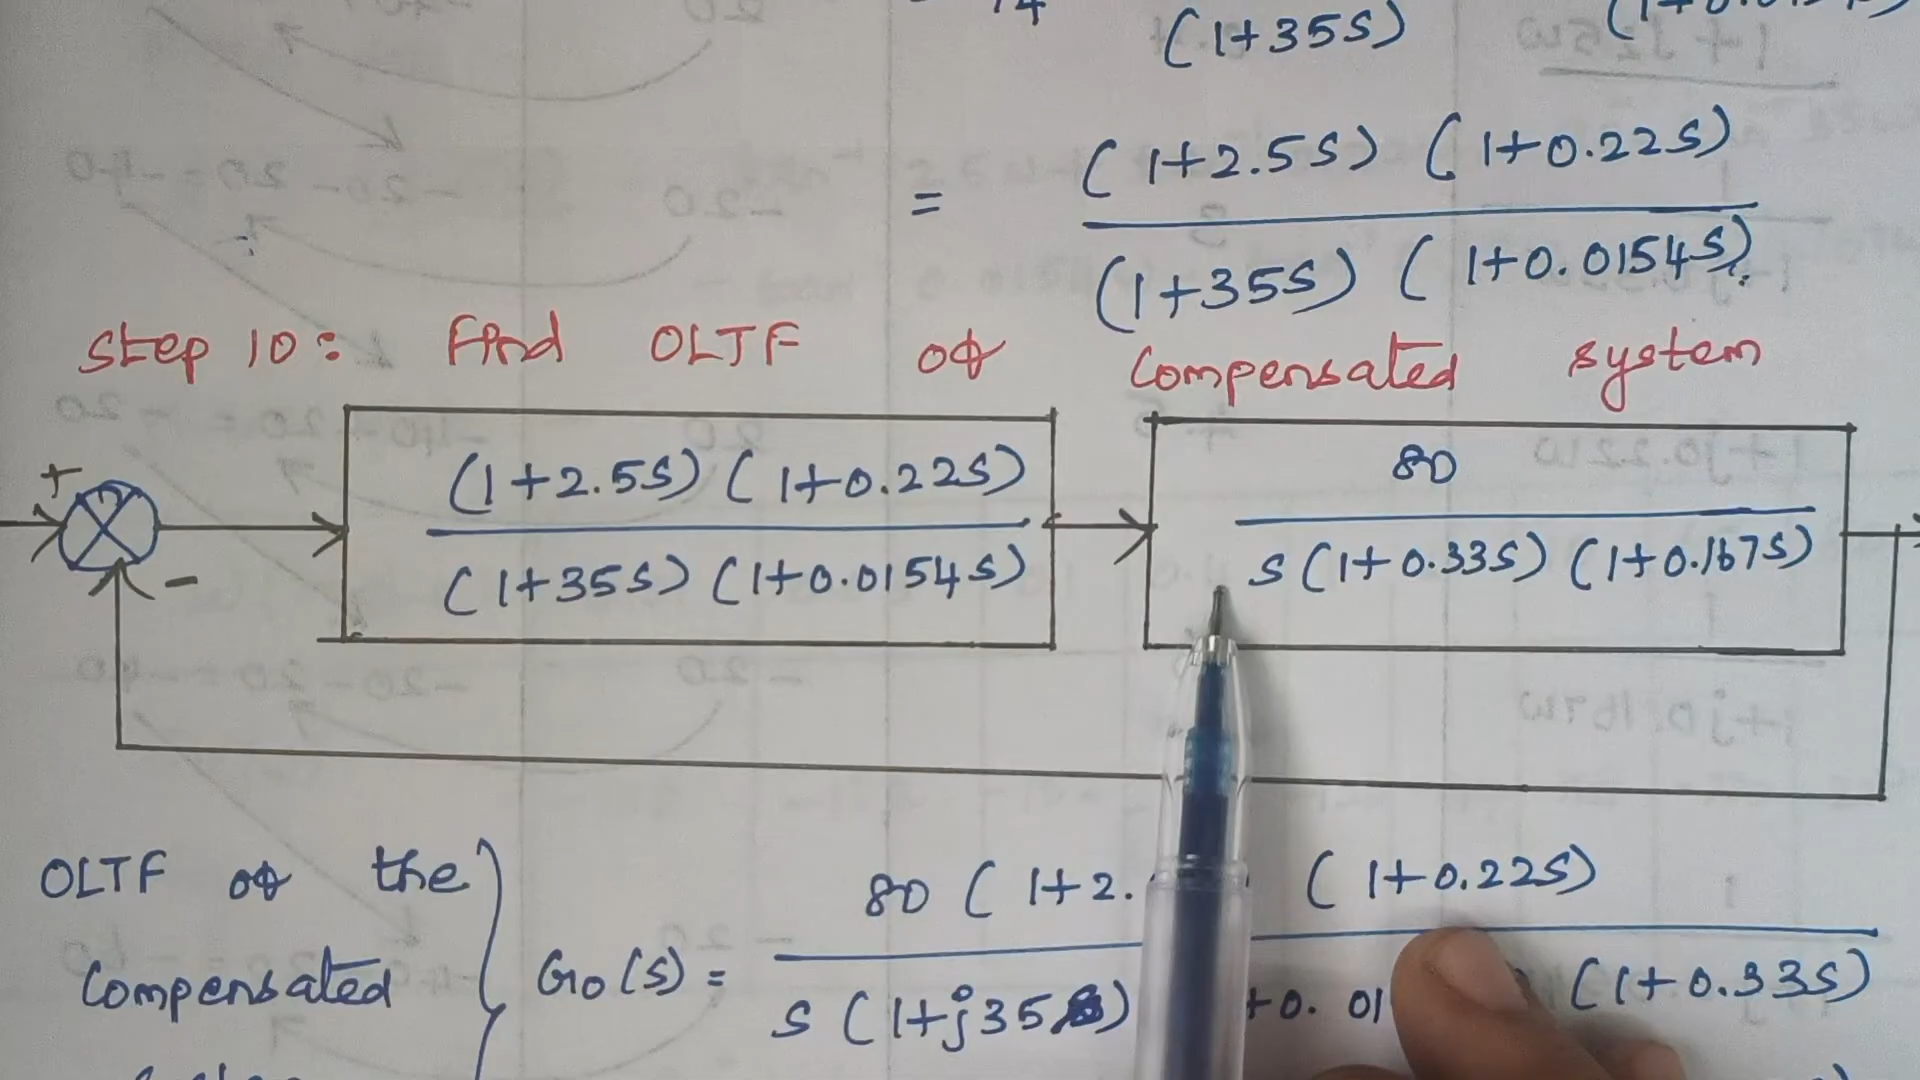 (1+35s)
= (1+2.5s) (1+0.22s)
(1+35s) (1+0.0154s)
Step 10: Find OLTF of Compensated system
+ (1+2.5s) (1+0.22s) 80
- (1+35s) (1+0.0154s) s(1+0.33s) (1+0.167s)
OLTF of the 80 (1+2. (1+0.22s)
Compensated Go(s) = s (1+j35 +0.01 (1+0.33s)